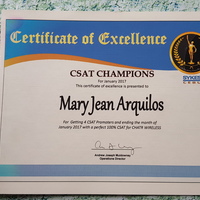 Certificate of Excellence
CSAT CHAMPIONS
For January 2017
This certificate of excellence is presented to
Mary Jean Arquilos
For Getting 4 CSAT Promoters and ending the month of
January 2017 with a perfect 100% CSAT for CHATR WIRELESS
Operations Director